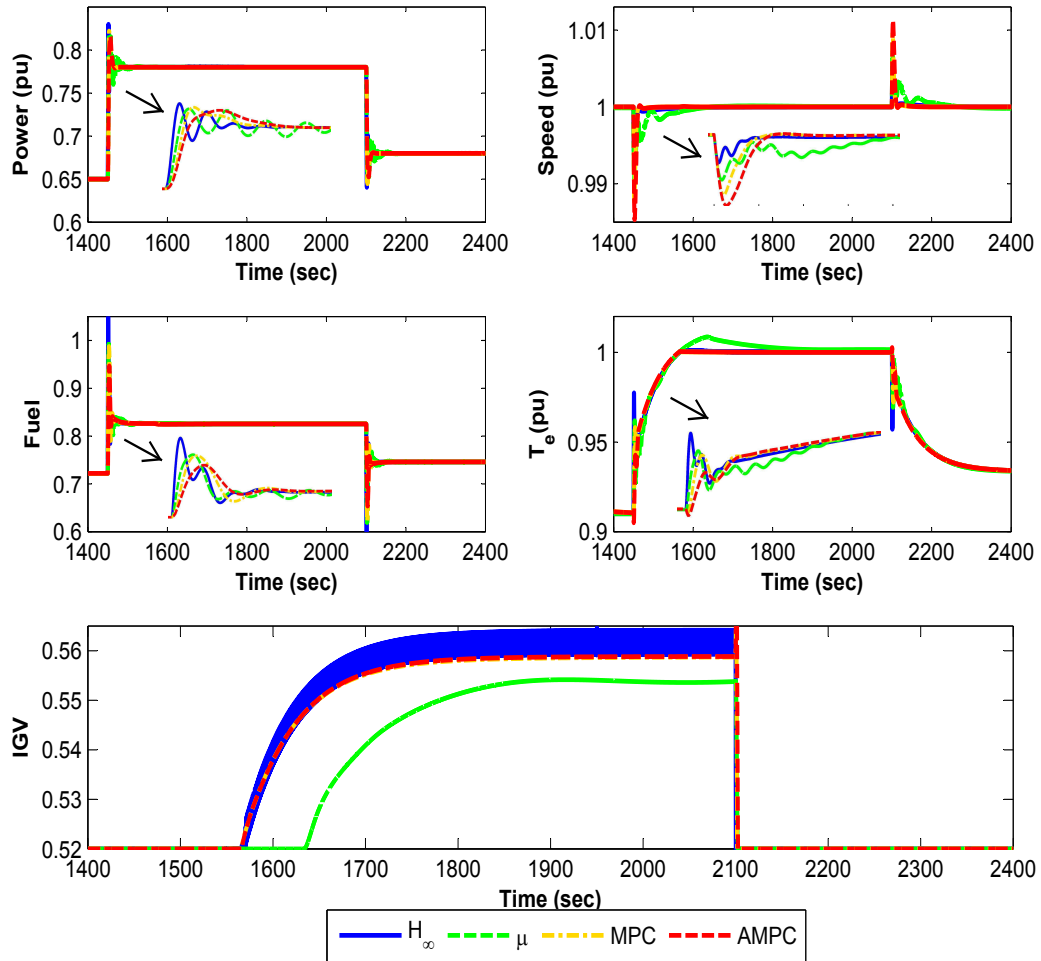 Power (pu)
0.8
0.75
0.7
0.65
0.6
1400 1600 1800 2000 2200 2400
Time (sec)
Speed (pu)
1.01
1
0.99
1400 1600 1800 2000 2200 2400
Time (sec)
Fuel
1
0.9
0.8
0.7
0.6
1400 1600 1800 2000 2200 2400
Time (sec)
T_e(pu)
1
0.95
0.9
1400 1600 1800 2000 2200 2400
Time (sec)
IGV
0.56
0.55
0.54
0.53
0.52
1400 1500 1600 1700 1800 1900 2000 2100 2200 2300 2400
Time (sec)
H_∞ μ MPC AMPC